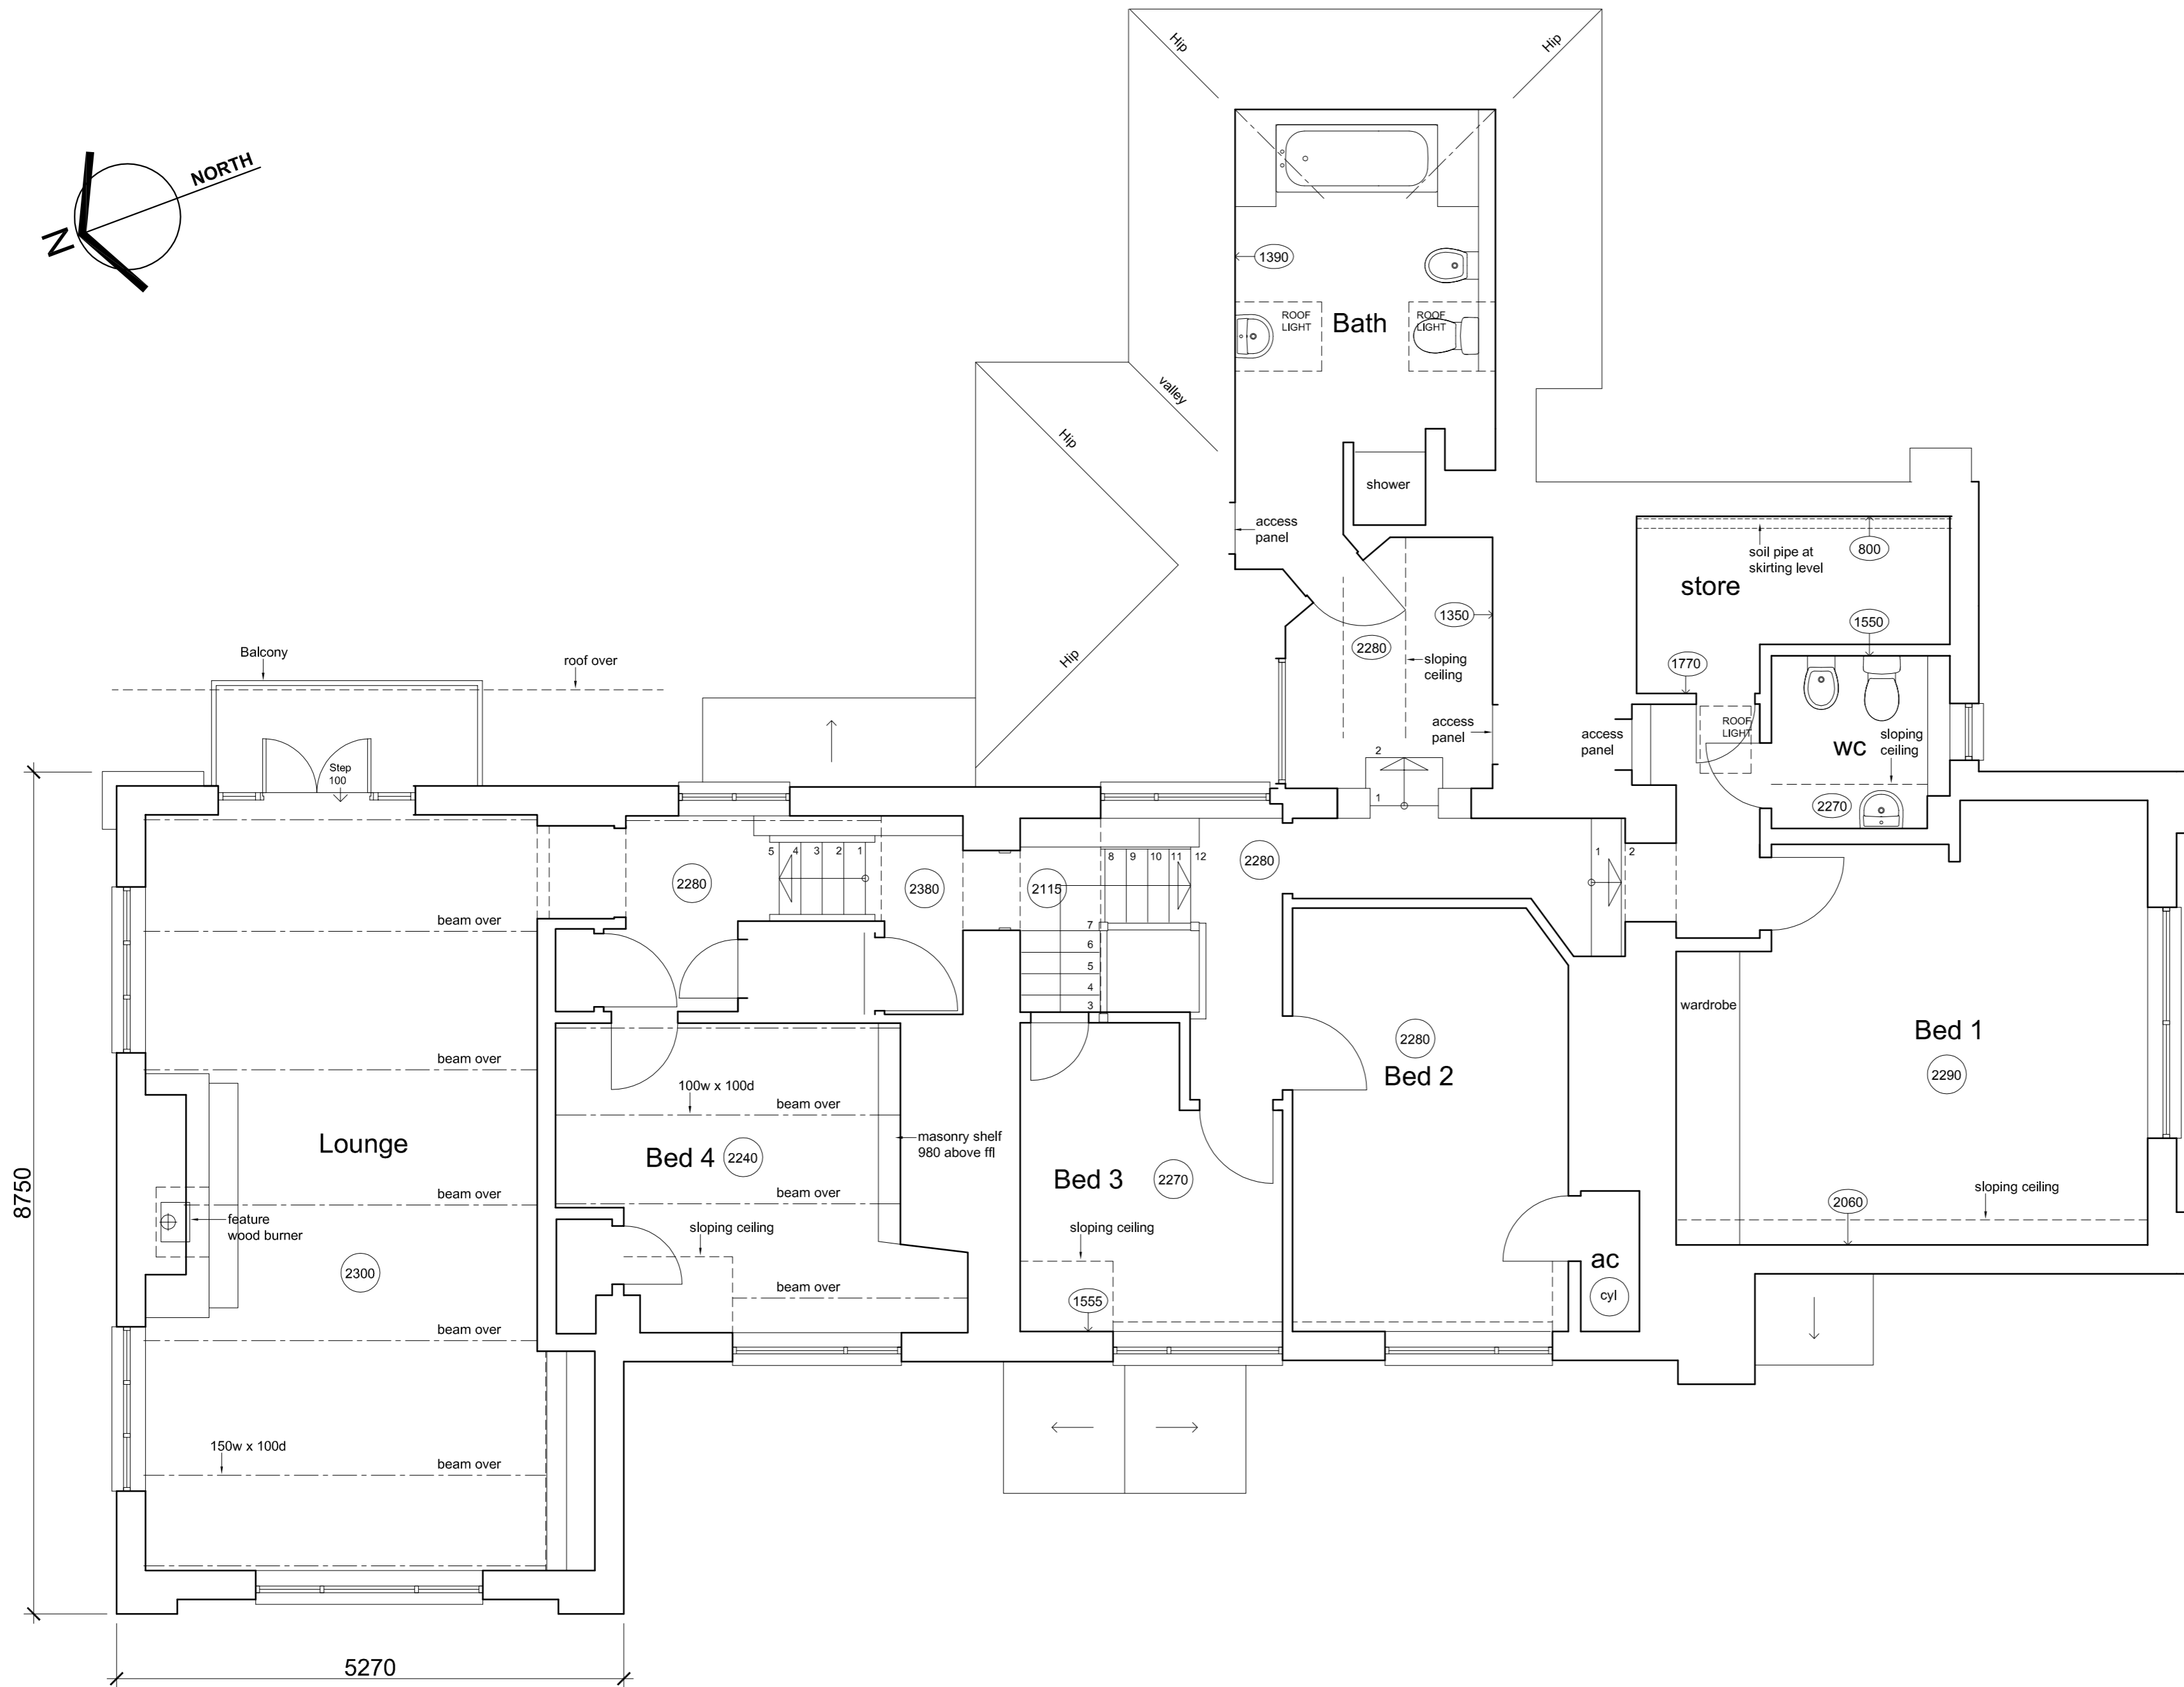 Hip
Hip
NORTH
N
1390
ROOF
LIGHT
Bath
ROOF
LIGHT
valley
Hip
shower
access
panel
soil pipe at
skirting level
800
store
1350
1550
2280
sloping
ceiling
Hip
Balcony
roof over
1770
access
panel
access
panel
ROOF
LIGHT
wc
sloping
ceiling
Step
100
2
1
2270
5 4 3 2 1
8 9 10 11 12
1 2
2280
2380
2115
2280
7
6
5
4
3
beam over
wardrobe
Bed 1
2290
2280
Bed 2
beam over
100w x 100d
beam over
masonry shelf
980 above ffl
Lounge
Bed 4
2240
Bed 3
2270
8750
beam over
beam over
sloping ceiling
2060
feature
wood burner
sloping ceiling
sloping ceiling
2300
ac
cyl
beam over
1555
beam over
150w x 100d
beam over
5270